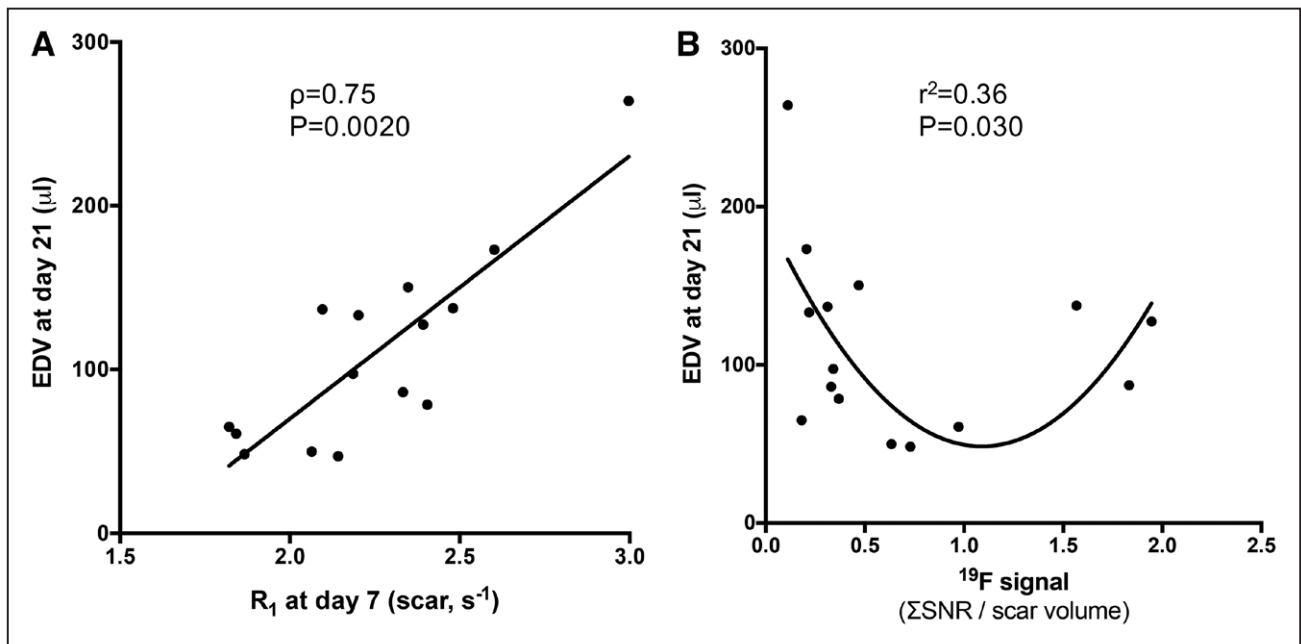 A
300
200
100
0
EDV at day 21 (μl)
ρ=0.75
P=0.0020
1.5
2.0
2.5
3.0
R₁ at day 7 (scar, s⁻¹)
B
300
200
100
0
EDV at day 21 (μl)
r²=0.36
P=0.030
0.0
0.5
1.0
1.5
2.0
2.5
¹⁹F signal
(ΣSNR / scar volume)